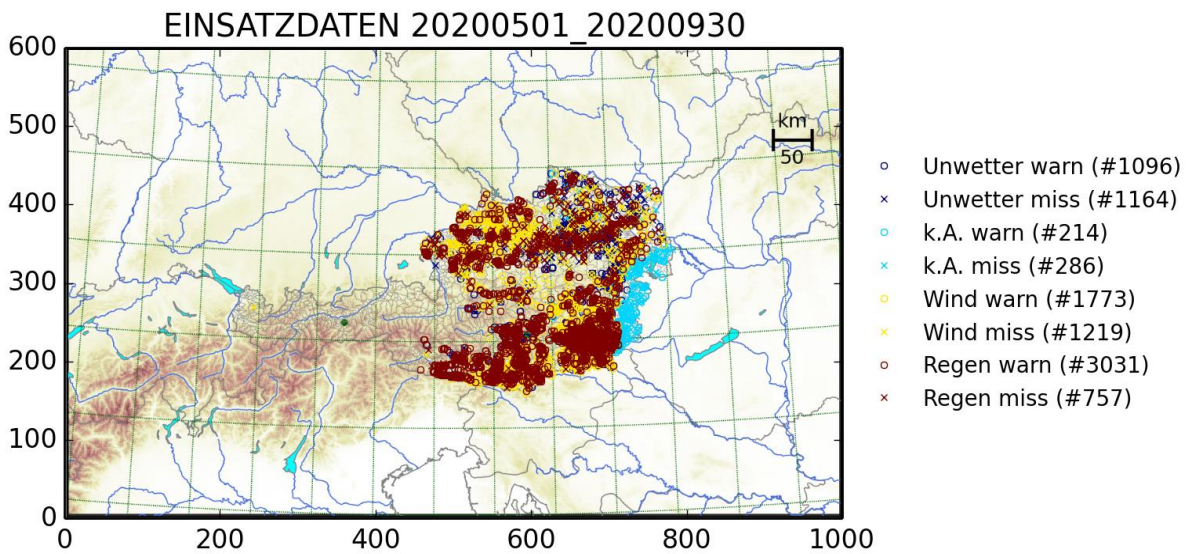 EINSATZDATEN 20200501_20200930
600
500
400
300
200
100
0
0 200 400 600 800 1000
km
50
Unwetter warn (#1096)
Unwetter miss (#1164)
k.A. warn (#214)
k.A. miss (#286)
Wind warn (#1773)
Wind miss (#1219)
Regen warn (#3031)
Regen miss (#757)